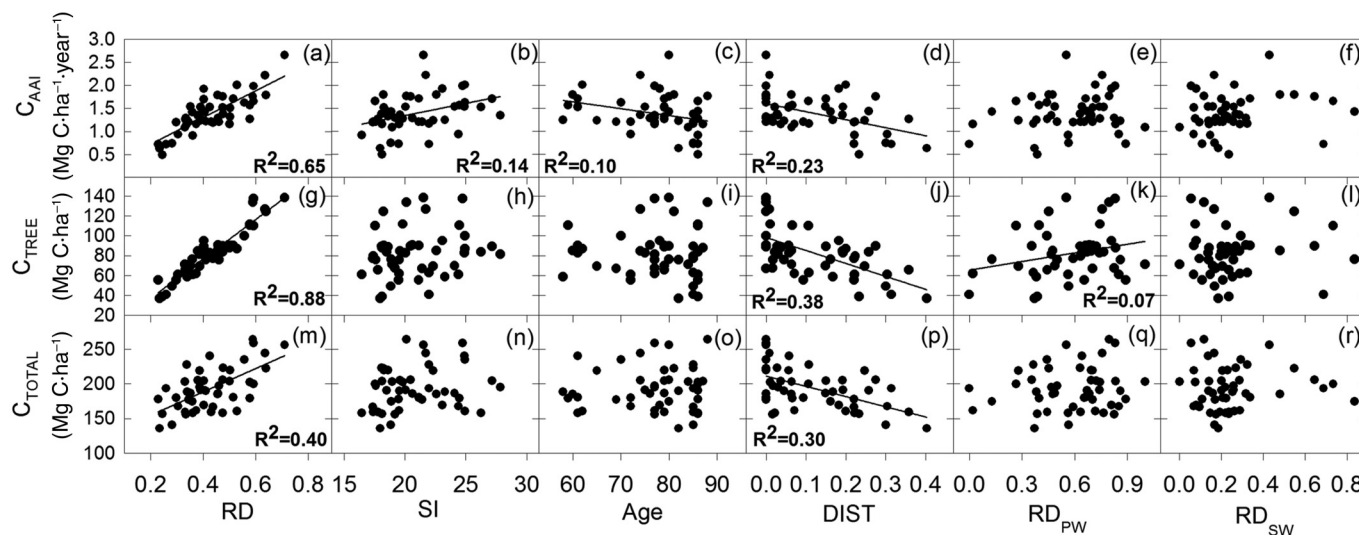 C_AAI
(Mg C·ha⁻¹·year⁻¹)
3.0
2.5
2.0
1.5
1.0
0.5
(a)
R²=0.65
(b)
R²=0.14
(c)
R²=0.10
(d)
R²=0.23
(e)
(f)
C_TREE
(Mg C·ha⁻¹)
140
120
100
80
60
40
20
(g)
R²=0.88
(h)
(i)
(j)
R²=0.38
(k)
R²=0.07
(l)
C_TOTAL
(Mg C·ha⁻¹)
250
200
150
100
(m)
R²=0.40
(n)
(o)
(p)
R²=0.30
(q)
(r)
0.2 0.4 0.6 0.8
15 20 25 30
60 70 80 90
0.0 0.1 0.2 0.3 0.4
0.0 0.3 0.6 0.9
0.0 0.2 0.4 0.6 0.8
RD
SI
Age
DIST
RD_PW
RD_SW